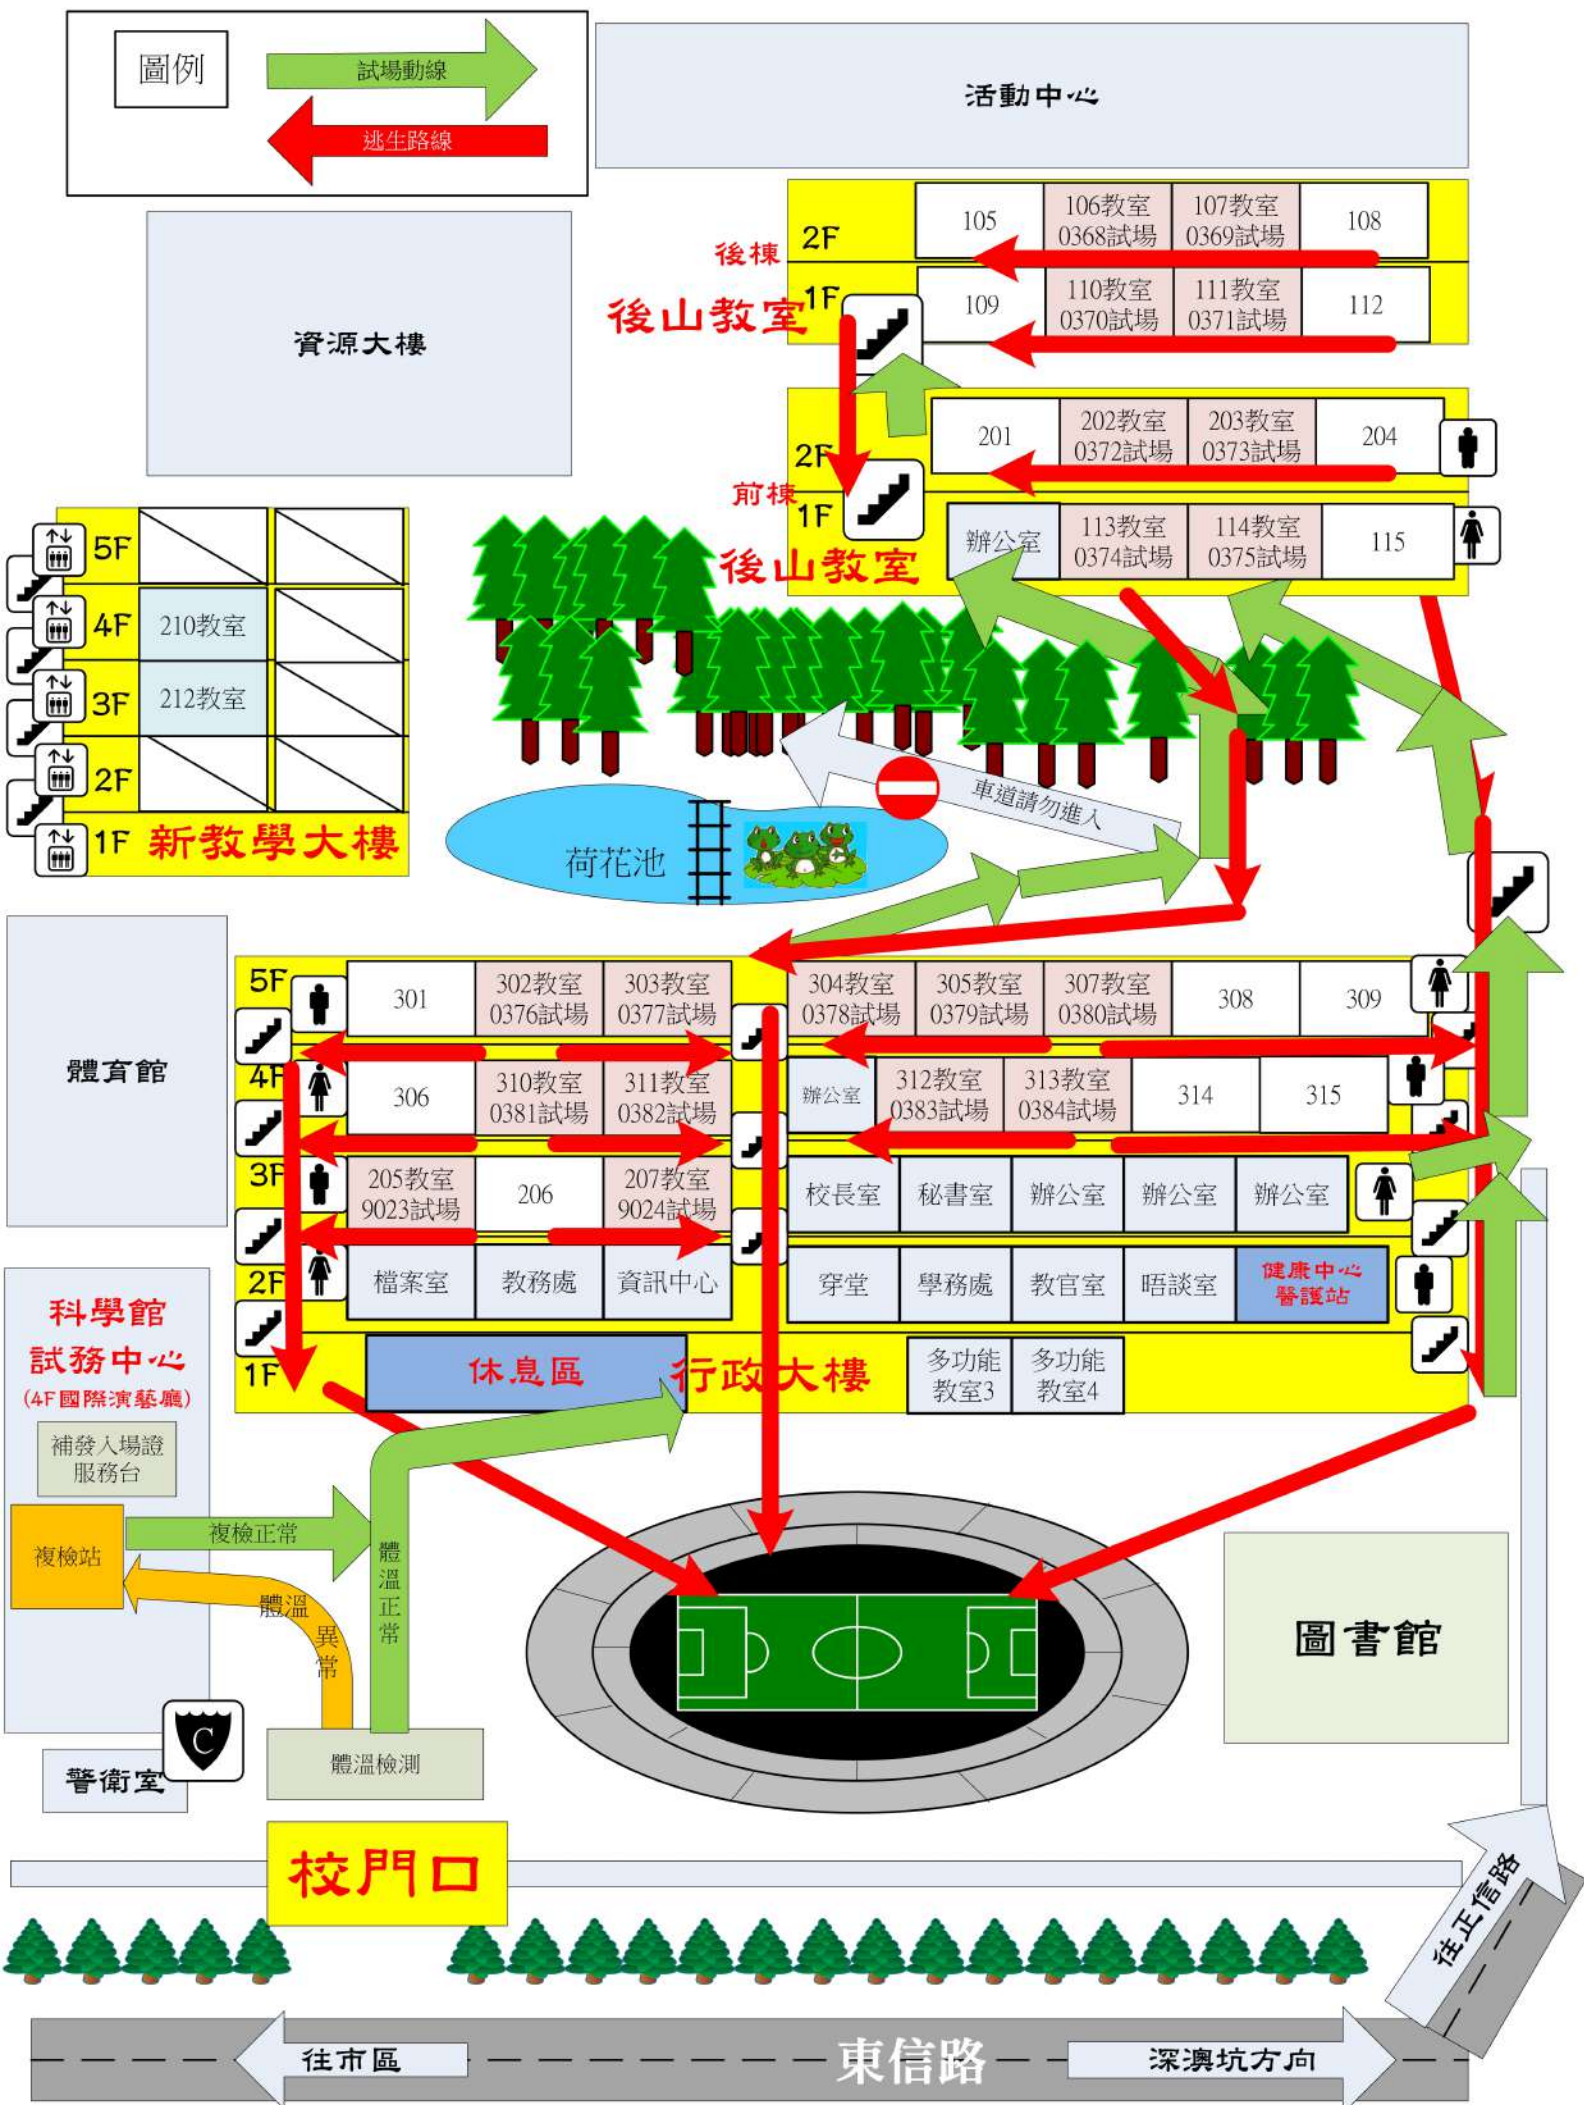 圖例
試場動線
逃生路線
活動中心
資源大樓
後棟
後山教室
2F
105
106教室
0368試場
107教室
0369試場
108
1F
109
110教室
0370試場
111教室
0371試場
112
前棟
後山教室
2F
201
202教室
0372試場
203教室
0373試場
204
1F
辦公室
113教室
0374試場
114教室
0375試場
115
5F
4F
210教室
3F
212教室
2F
1F
新教學大樓
車道請勿進入
荷花池
體育館
5F
301
302教室
0376試場
303教室
0377試場
304教室
0378試場
305教室
0379試場
307教室
0380試場
308
309
4F
306
310教室
0381試場
311教室
0382試場
辦公室
312教室
0383試場
313教室
0384試場
314
315
3F
205教室
9023試場
206
207教室
9024試場
校長室
秘書室
辦公室
辦公室
辦公室
2F
檔案室
教務處
資訊中心
穿堂
學務處
教官室
晤談室
健康中心
醫護站
1F
休息區
行政大樓
多功能
教室3
多功能
教室4
科學館
試務中心
(4F國際演藝廳)
補發入場證
服務台
複檢站
複檢正常
體溫異常
體溫正常
圖書館
C
警衛室
體溫檢測
校門口
往正信路
往市區
東信路
深澳坑方向